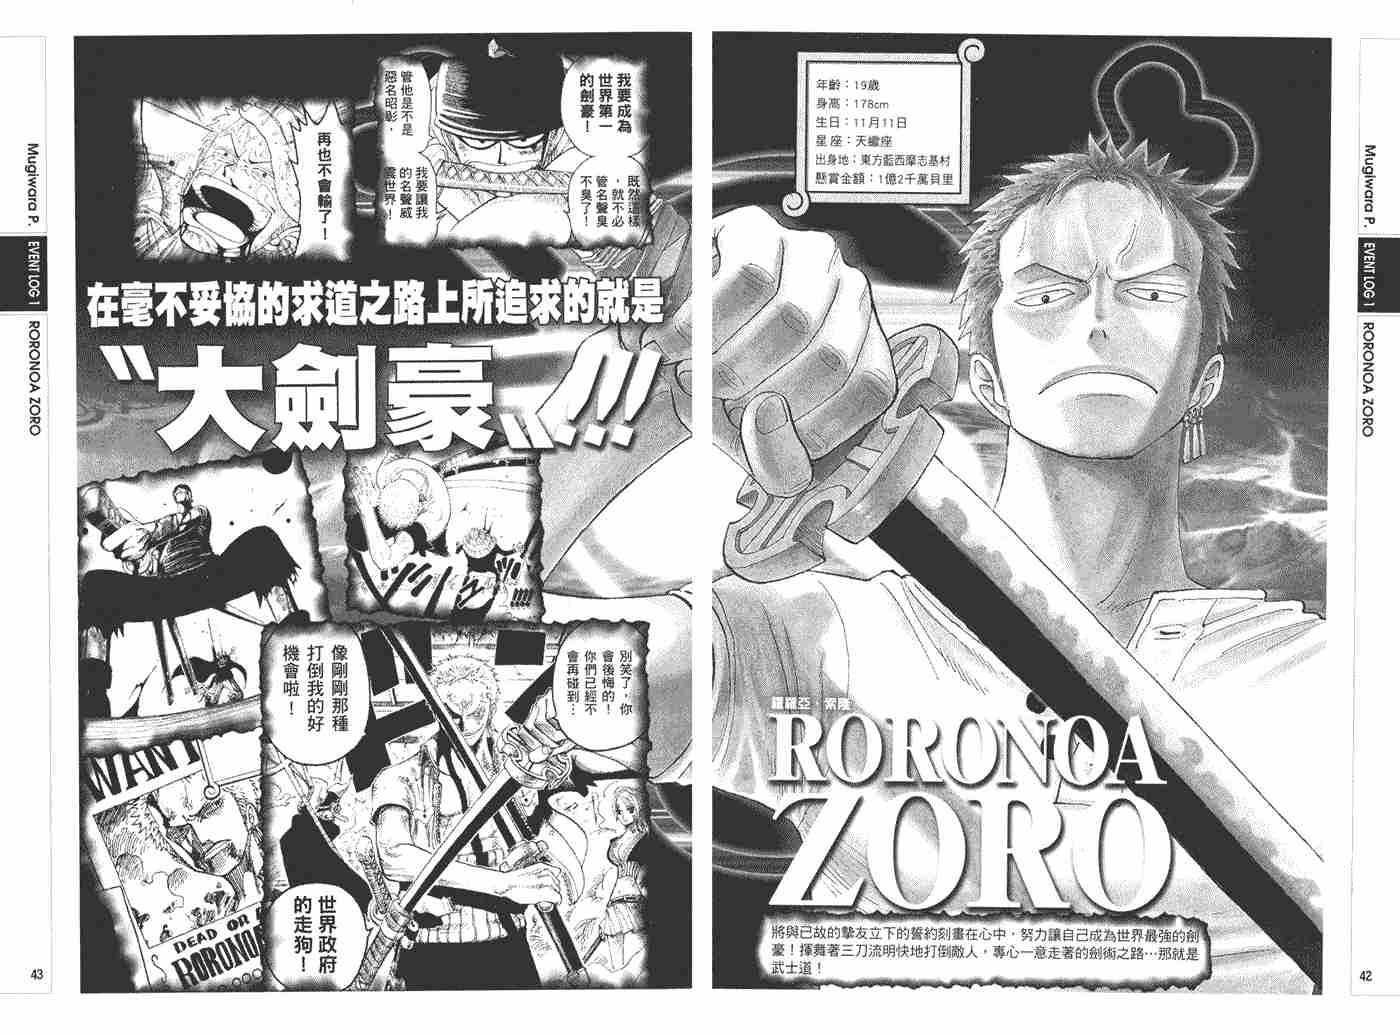 年齡：19歲
身高：178cm
生日：11月11日
星座：天蠍座
出身地：東方藍西摩志基村
懸賞金額：1億2千萬貝里
羅羅亞・索隆
RORONOA
ZORO
將與已故的摯友立下的誓約刻畫在心中，努力讓自己成為世界最強的劍
豪！揮舞著三刀流明快地打倒敵人，專心一意走著的劍術之路…那就是
武士道！
Mugiwara P.
EVENT LOG 1
RORONOA ZORO
42
我要成為
世界第一
的劍豪！
既然這樣
，就不必
管名聲臭
不臭了！
管他是不是
惡名昭彰，
我要讓我
的名聲威
震世界！
再也不會輸了！
在毫不妥協的求道之路上所追求的就是
〝大劍豪〟!!!
別笑了，你
會後悔的！
你們已經不
會再碰到…
像剛剛那種
打倒我的好
機會啦！
世界政府
的走狗！
WANT
DEAD OR A
RORONOA
Mugiwara P.
EVENT LOG 1
RORONOA ZORO
43